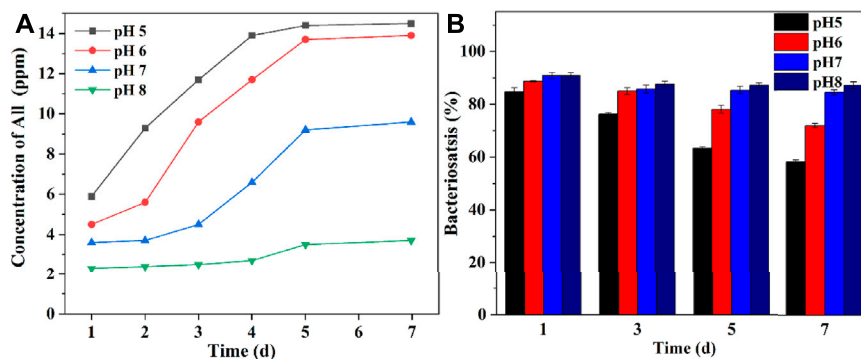 A
Concentration of All (ppm)
14
12
10
8
6
4
2
0
pH 5
pH 6
pH 7
pH 8
1 2 3 4 5 6 7
Time (d)
B
Bacteriosatsis (%)
100
80
60
40
20
0
pH5
pH6
pH7
pH8
1 3 5 7
Time (d)